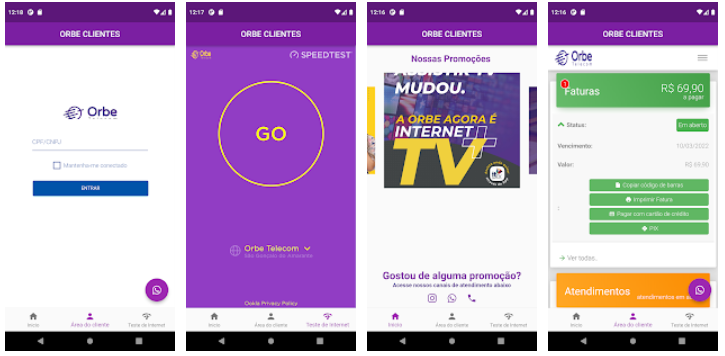 12:18
ORBE CLIENTES
Orbe
Telecom
CPF/CNPJ
Mantenha-me conectado
ENTRAR
Início
Área do cliente
Teste de Internet
12:17
ORBE CLIENTES
Orbe
SPEEDTEST
GO
Orbe Telecom
São Gonçalo do Amarante
Ookla Privacy Policy
Início
Área do cliente
Teste de Internet
12:16
ORBE CLIENTES
Nossas Promoções
ASSISTIR TV
MUDOU.
A ORBE AGORA É
INTERNET +
TV
Gostou de alguma promoção?
Acesse nossos canais de atendimento abaixo
Início
Área do cliente
Teste de Internet
12:16
ORBE CLIENTES
Orbe
Telecom
1
Faturas
R$ 69,90
a pagar
Status:
Em aberto
Vencimento:
10/03/2022
Valor:
R$ 69,90
:
Copiar código de barras
Imprimir Fatura
Pagar com cartão de crédito
PIX
Ver todas..
Atendimentos
atendimentos em a
Início
Área do cliente
Teste de Internet